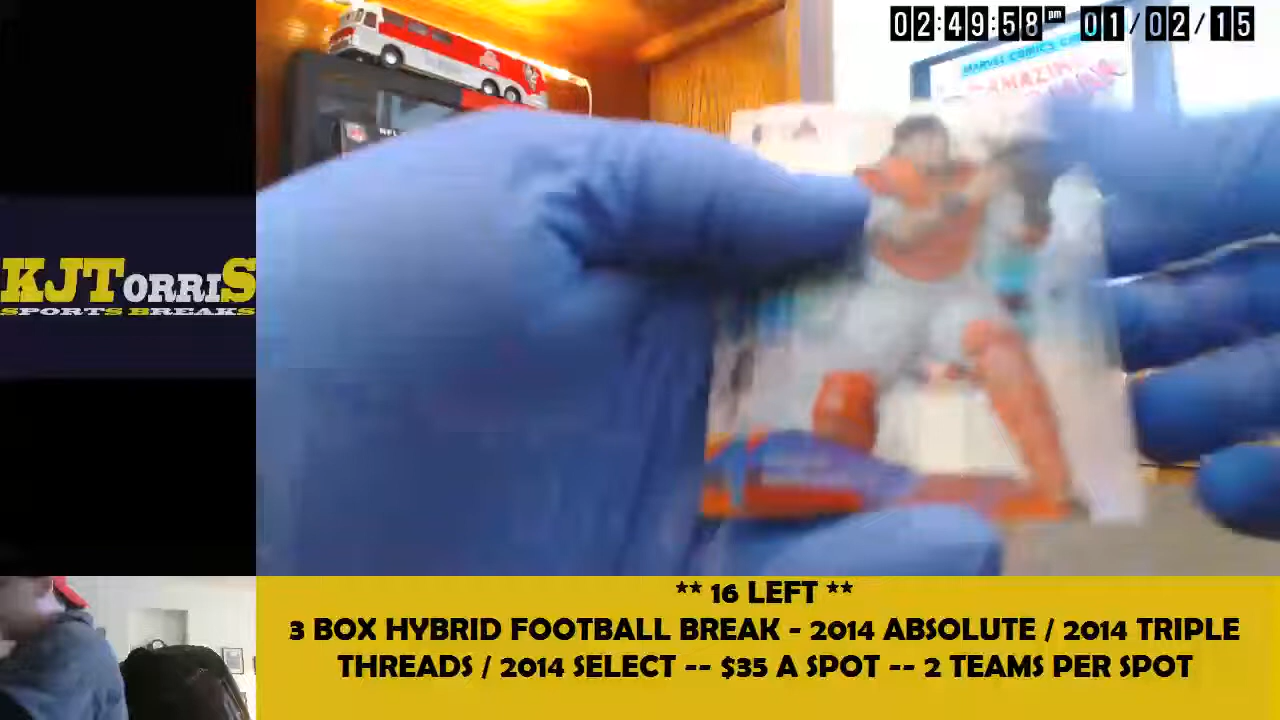 02:49:58 pm 01/02/15
MARVEL COMICS
AMAZING
KJTORRIS
SPORTS BREAKS
** 16 LEFT **
3 BOX HYBRID FOOTBALL BREAK - 2014 ABSOLUTE / 2014 TRIPLE
THREADS / 2014 SELECT -- $35 A SPOT -- 2 TEAMS PER SPOT